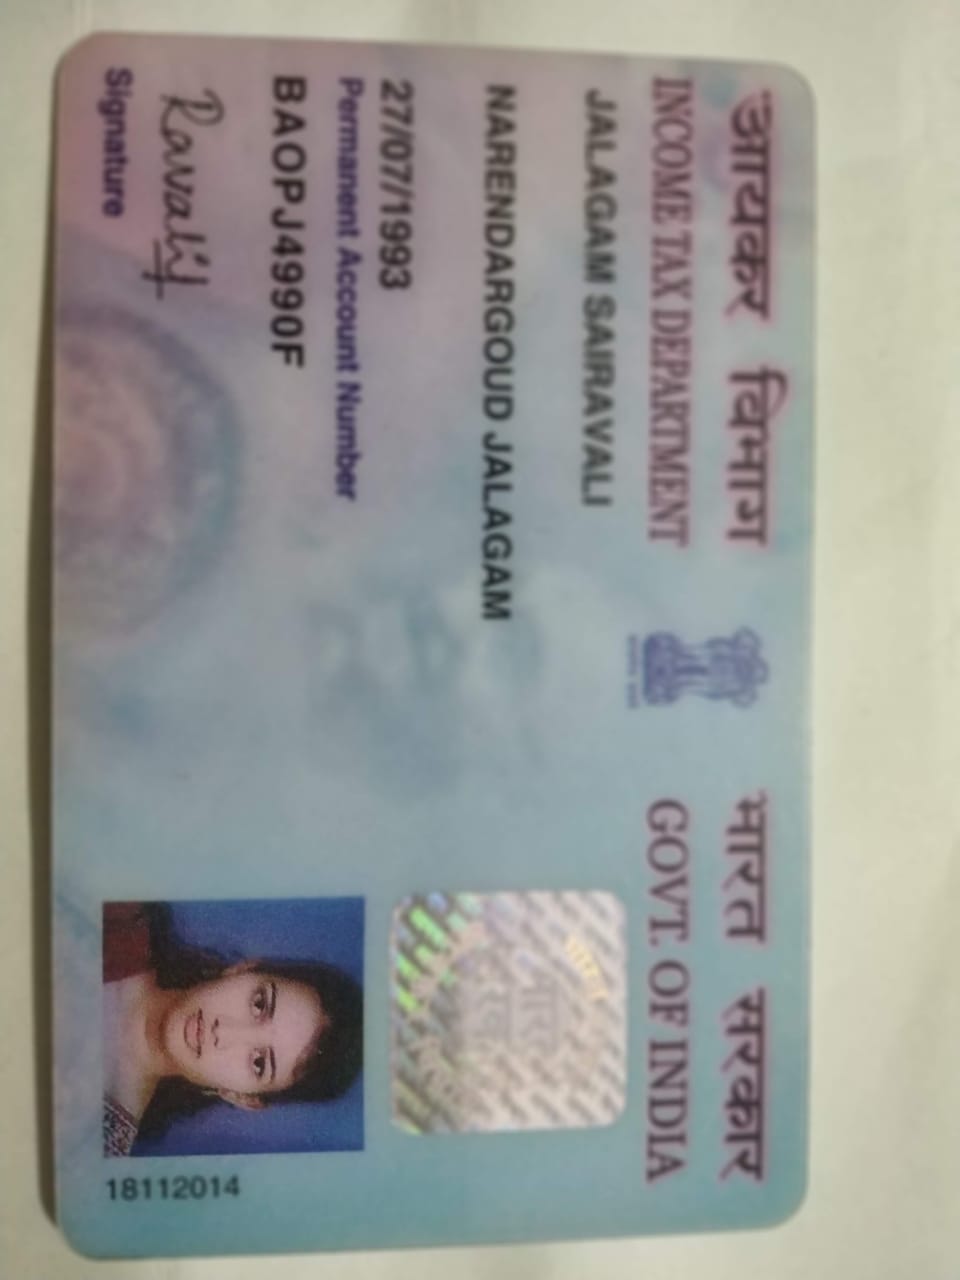 आयकर विभाग
INCOME TAX DEPARTMENT
भारत सरकार
GOVT. OF INDIA
JALAGAM SAIRAVALI
NARENDARGOUD JALAGAM
27/07/1993
Permanent Account Number
BAOPJ4990F
Ravali
Signature
18112014